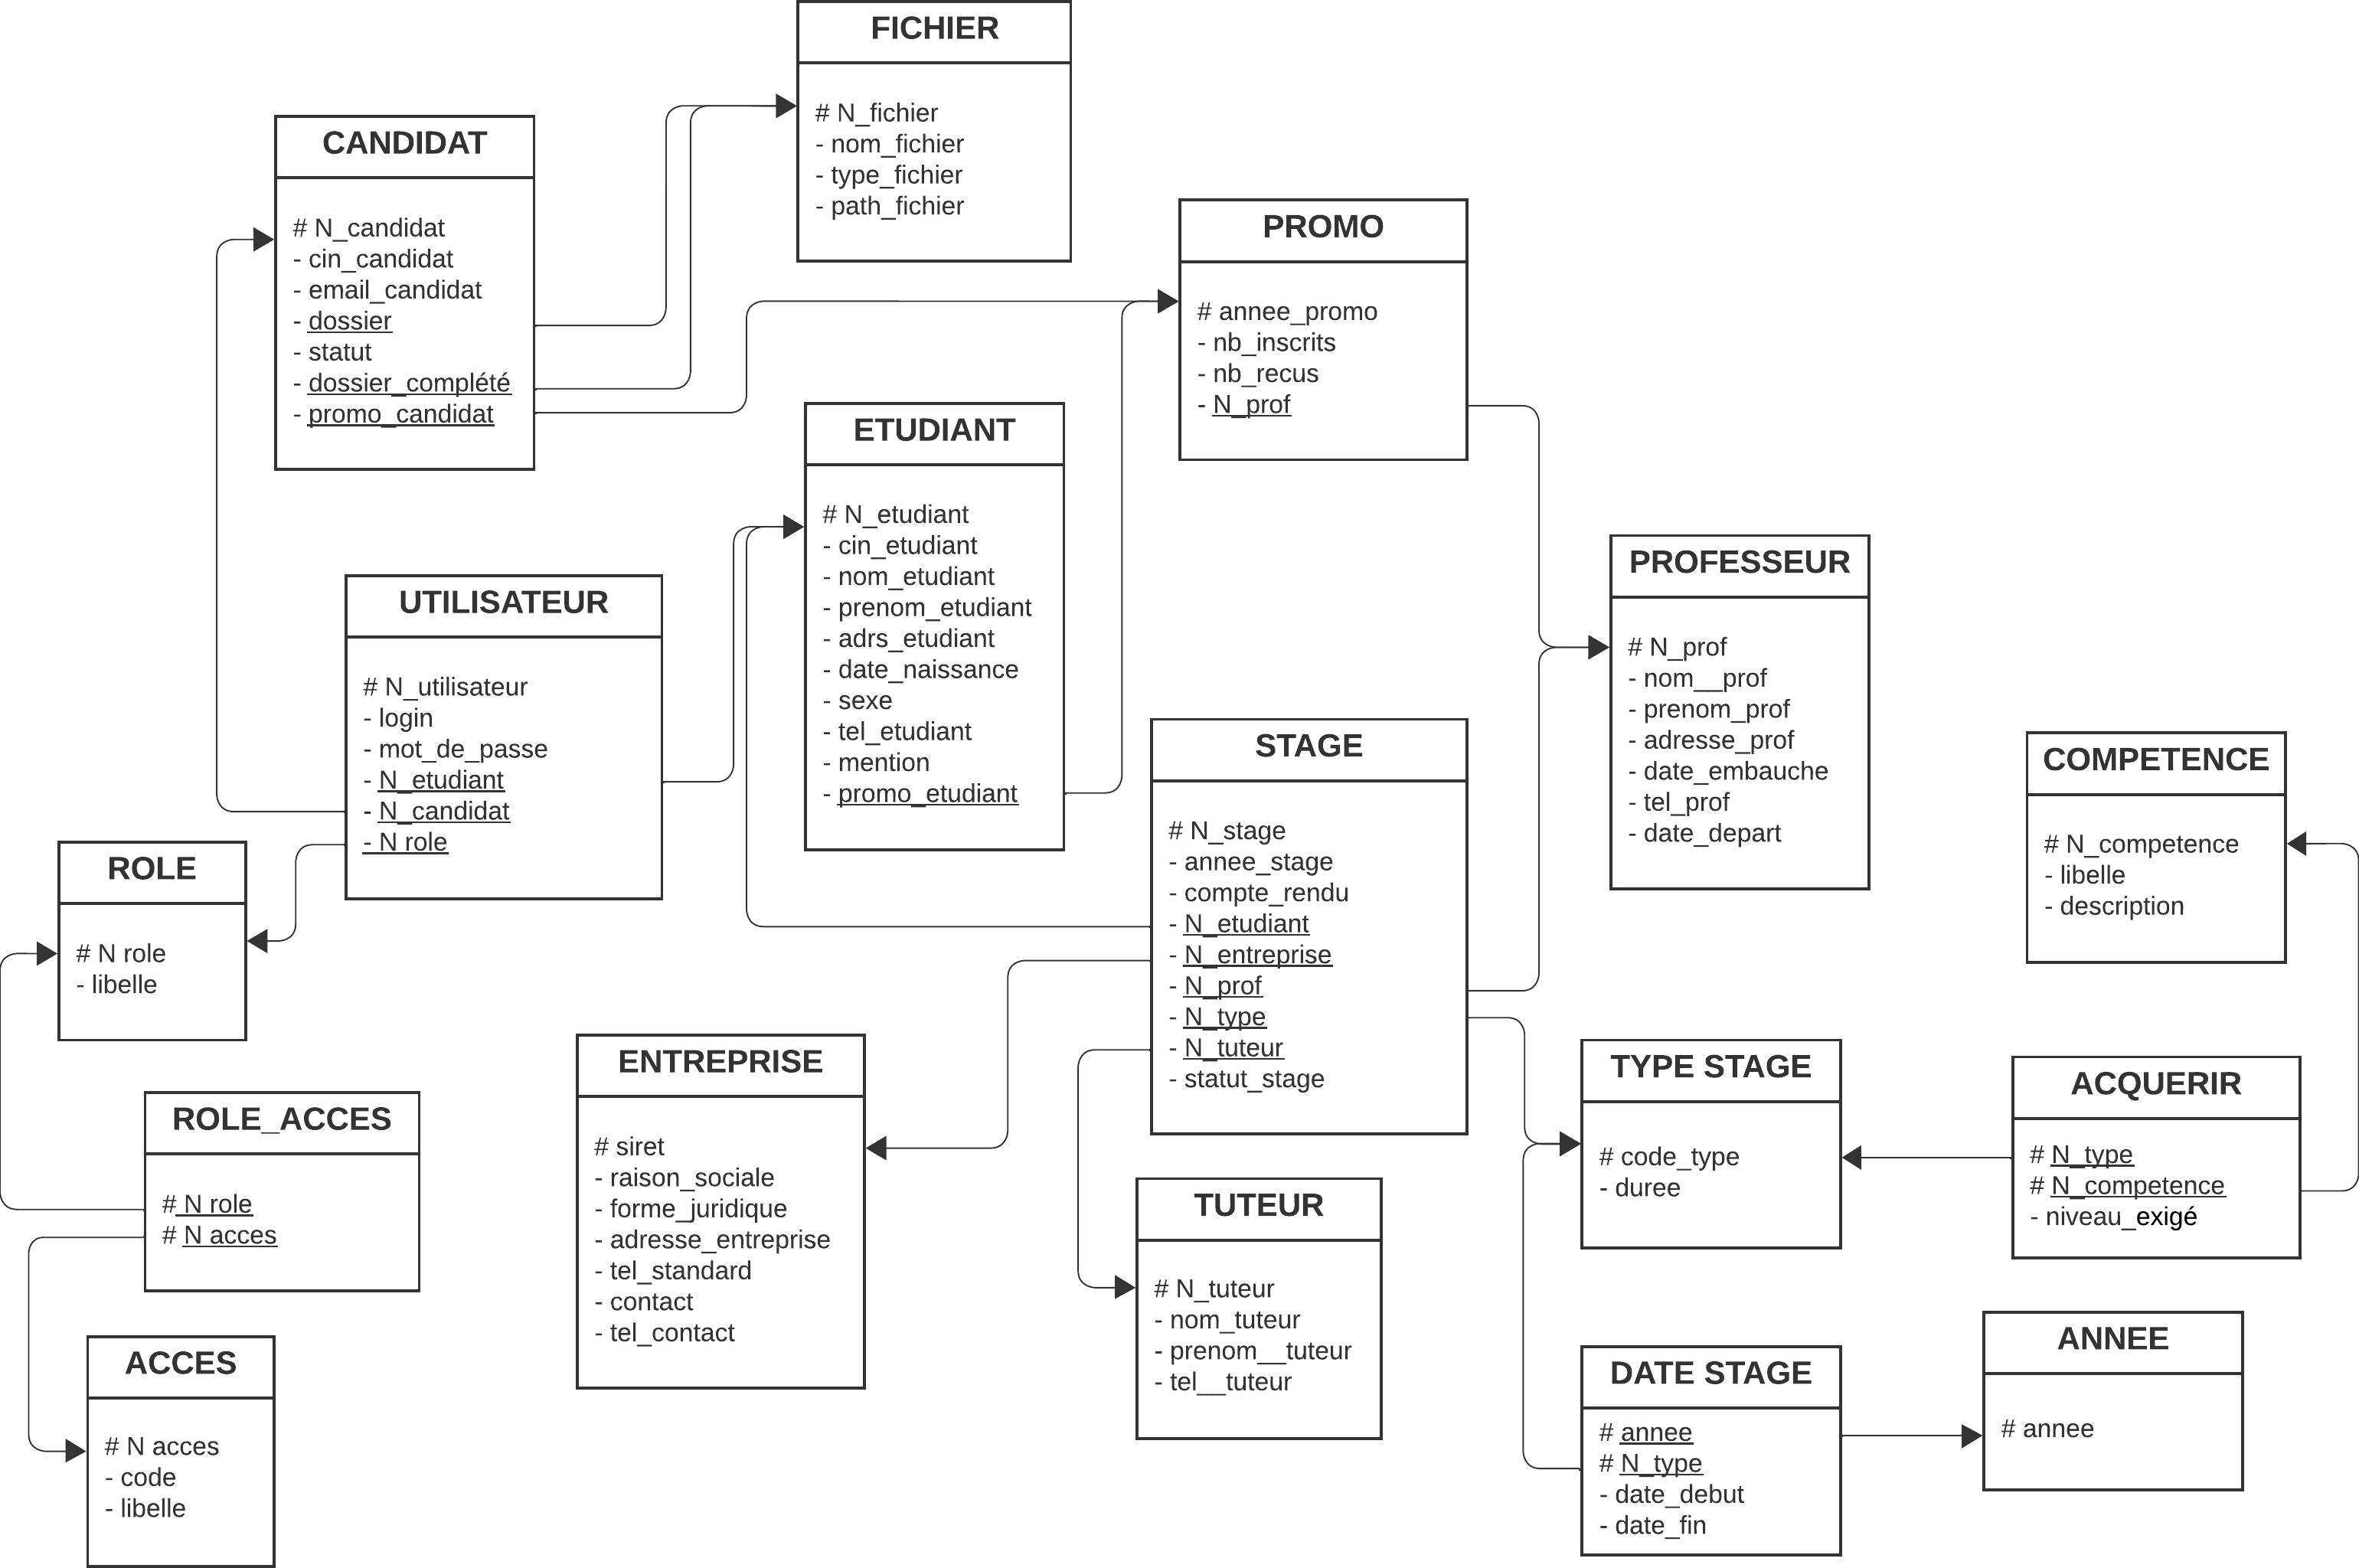 FICHIER
# N_fichier
- nom_fichier
- type_fichier
- path_fichier
CANDIDAT
# N_candidat
- cin_candidat
- email_candidat
- dossier
- statut
- dossier_complété
- promo_candidat
PROMO
# annee_promo
- nb_inscrits
- nb_recus
- N_prof
ETUDIANT
# N_etudiant
- cin_etudiant
- nom_etudiant
- prenom_etudiant
- adrs_etudiant
- date_naissance
- sexe
- tel_etudiant
- mention
- promo_etudiant
UTILISATEUR
# N_utilisateur
- login
- mot_de_passe
- N_etudiant
- N_candidat
- N role
PROFESSEUR
# N_prof
- nom__prof
- prenom_prof
- adresse_prof
- date_embauche
- tel_prof
- date_depart
STAGE
# N_stage
- annee_stage
- compte_rendu
- N_etudiant
- N_entreprise
- N_prof
- N_type
- N_tuteur
- statut_stage
COMPETENCE
# N_competence
- libelle
- description
ROLE
# N role
- libelle
ENTREPRISE
# siret
- raison_sociale
- forme_juridique
- adresse_entreprise
- tel_standard
- contact
- tel_contact
TYPE STAGE
# code_type
- duree
ACQUERIR
# N_type
# N_competence
- niveau_exigé
ROLE_ACCES
# N role
# N acces
TUTEUR
# N_tuteur
- nom_tuteur
- prenom__tuteur
- tel__tuteur
ACCES
# N acces
- code
- libelle
DATE STAGE
# annee
# N_type
- date_debut
- date_fin
ANNEE
# annee